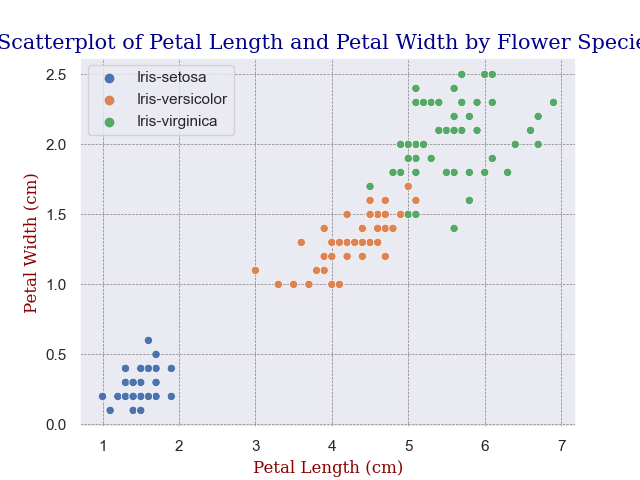 Scatterplot of Petal Length and Petal Width by Flower Specie
Iris-setosa
Iris-versicolor
Iris-virginica
2.5
2.0
1.5
1.0
0.5
0.0
Petal Width (cm)
1 2 3 4 5 6 7
Petal Length (cm)